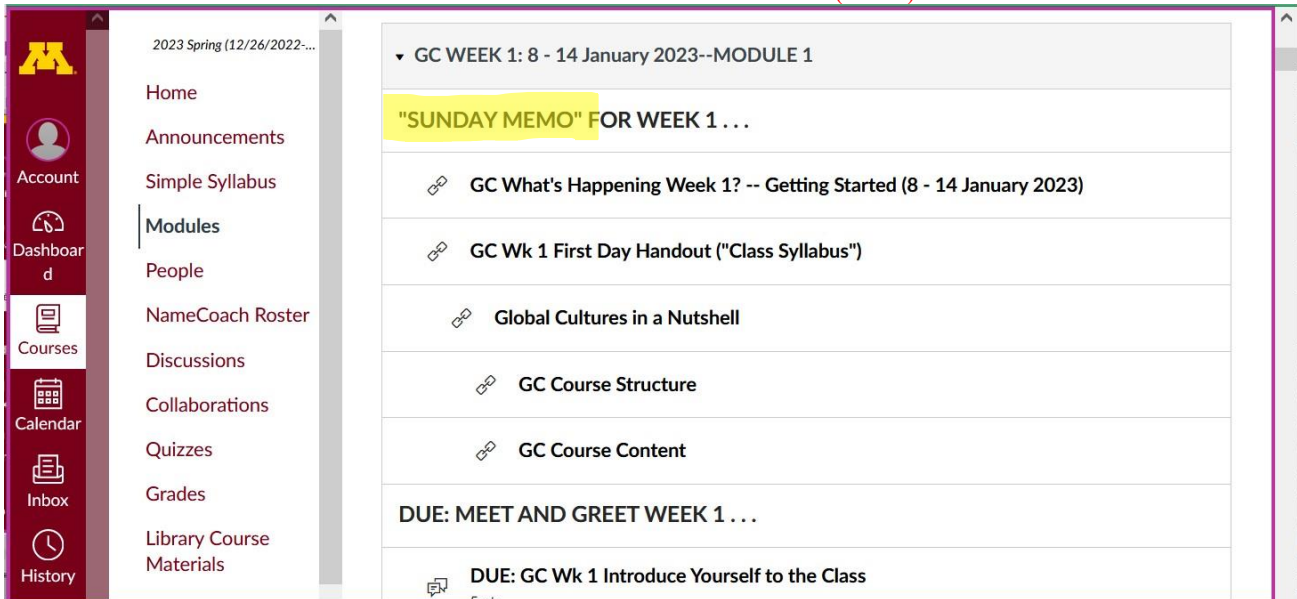 M
Account
Dashboar
d
Courses
Calendar
Inbox
History
2023 Spring (12/26/2022-...
Home
Announcements
Simple Syllabus
Modules
People
NameCoach Roster
Discussions
Collaborations
Quizzes
Grades
Library Course
Materials
GC WEEK 1: 8 - 14 January 2023--MODULE 1
"SUNDAY MEMO" FOR WEEK 1 . . .
GC What's Happening Week 1? -- Getting Started (8 - 14 January 2023)
GC Wk 1 First Day Handout ("Class Syllabus")
Global Cultures in a Nutshell
GC Course Structure
GC Course Content
DUE: MEET AND GREET WEEK 1 . . .
DUE: GC Wk 1 Introduce Yourself to the Class